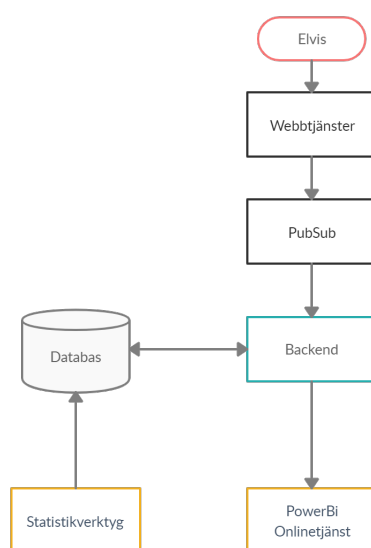 Elvis
Webbtjänster
PubSub
Databas
Backend
Statistikverktyg
PowerBi
Onlinetjänst